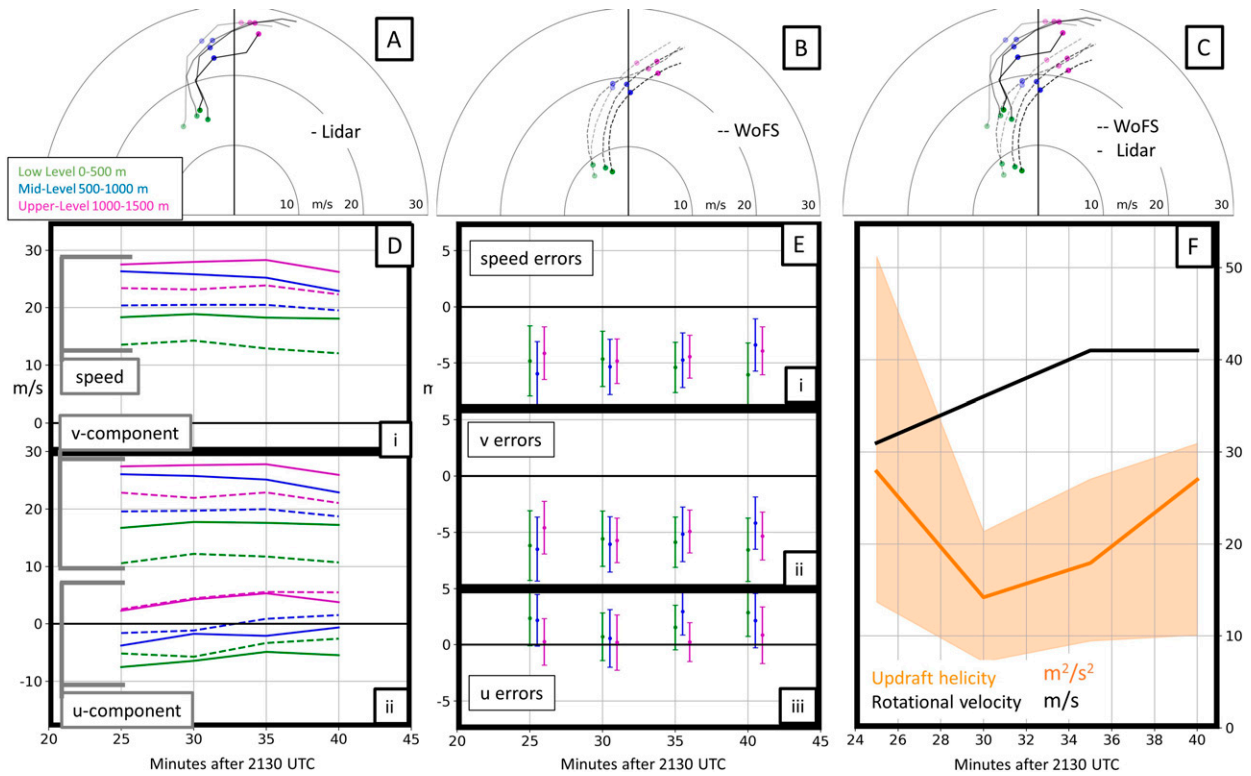 A
- Lidar
10 m/s 20 30
B
-- WoFS
10 m/s 20 30
C
-- WoFS
- Lidar
10 m/s 20 30
Low Level 0-500 m
Mid-Level 500-1000 m
Upper-Level 1000-1500 m
D
30
20
10
m/s
0
speed
v-component
i
30
20
10
0
-10
u-component
ii
20 25 30 35 40 45
Minutes after 2130 UTC
E
5
0
-5
speed errors
i
5
0
-5
v errors
ii
5
0
-5
u errors
iii
20 25 30 35 40 45
Minutes after 2130 UTC
F
50
40
30
20
10
0
Updraft helicity m²/s²
Rotational velocity m/s
24 26 28 30 32 34 36 38 40
Minutes after 2130 UTC